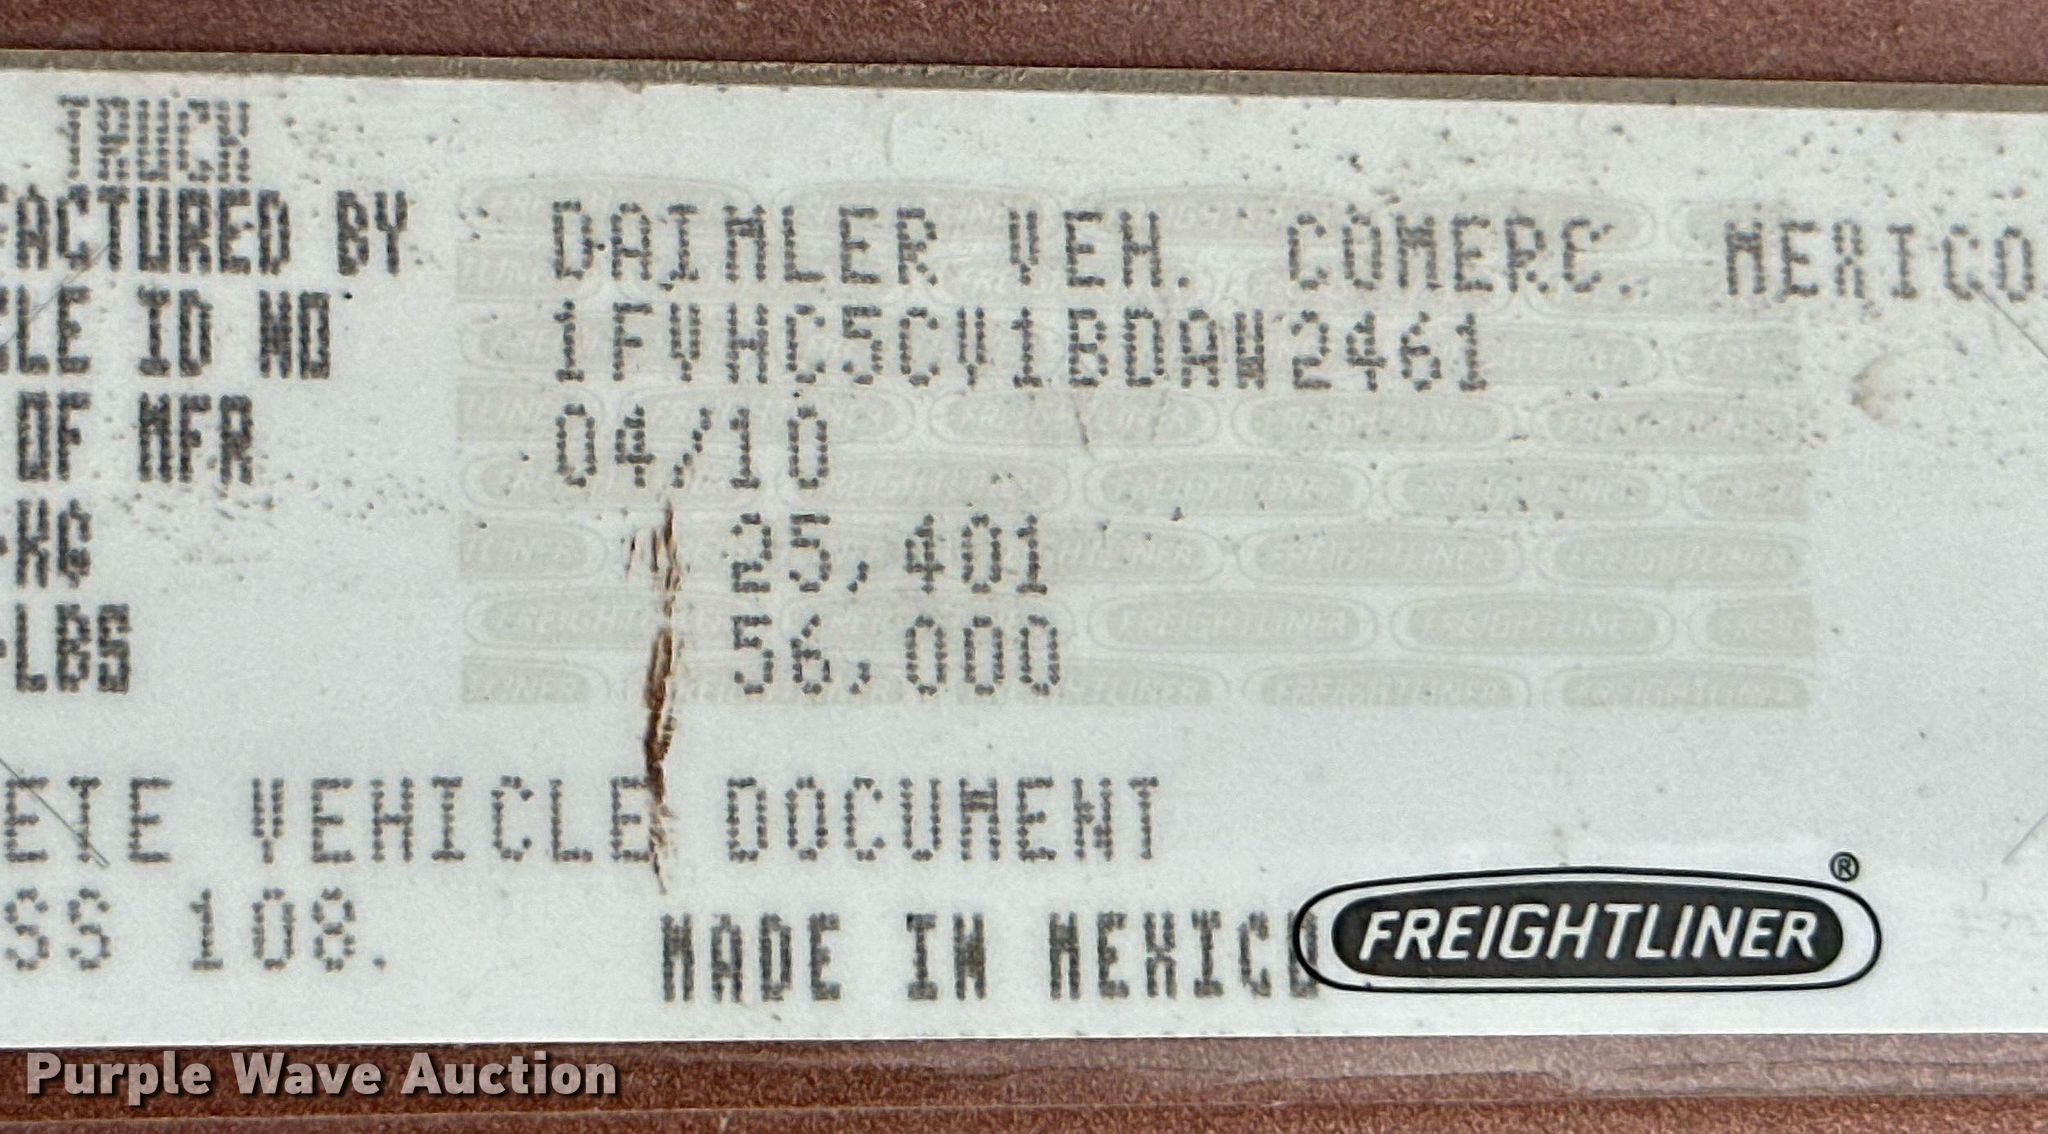 TRUCK
FACTURED BY DAIMLER VEH. COMERC. MEXICO.
CLE ID NO 1FVHC5CV1BDAW2461
OF MFR 04/10
-KG 25,401
-LBS 56,000
ETE VEHICLE DOCUMENT
SS 108.
MADE IN MEXICO FREIGHTLINER®
Purple Wave Auction